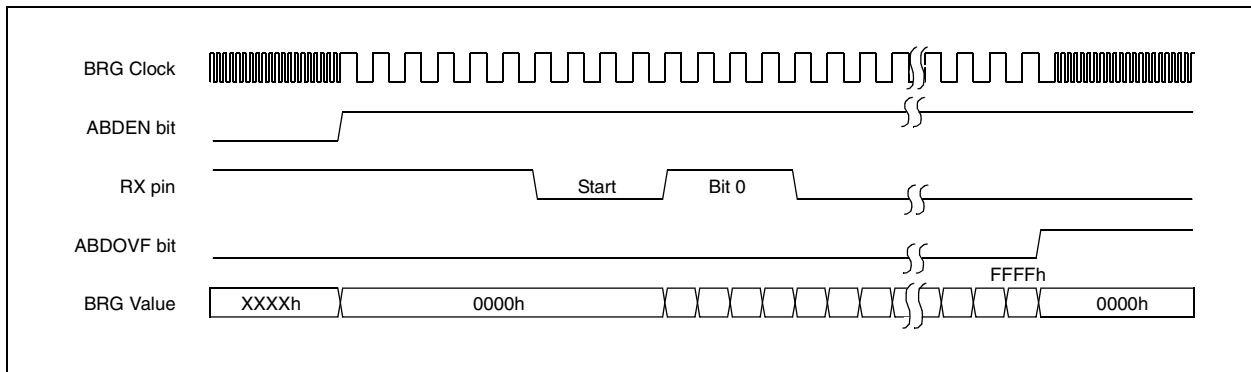 BRG Clock
ABDEN bit
RX pin
Start
Bit 0
ABDOVF bit
FFFFh
BRG Value
XXXXh
0000h
0000h